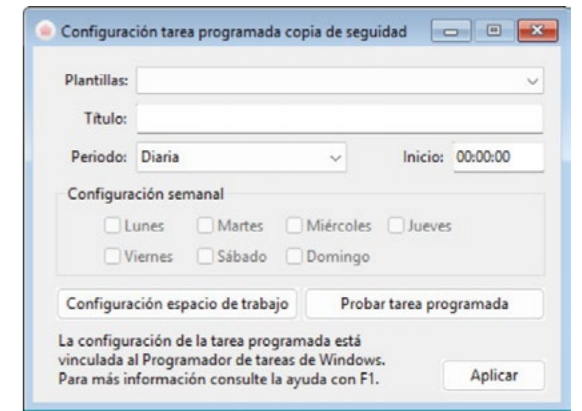 Configuración tarea programada copia de seguidad
Plantillas:
Título:
Periodo: Diaria Inicio: 00:00:00
Configuración semanal
Lunes Martes Miércoles Jueves
Viernes Sábado Domingo
Configuración espacio de trabajo Probar tarea programada
La configuración de la tarea programada está
vinculada al Programador de tareas de Windows.
Para más información consulte la ayuda con F1.
Aplicar